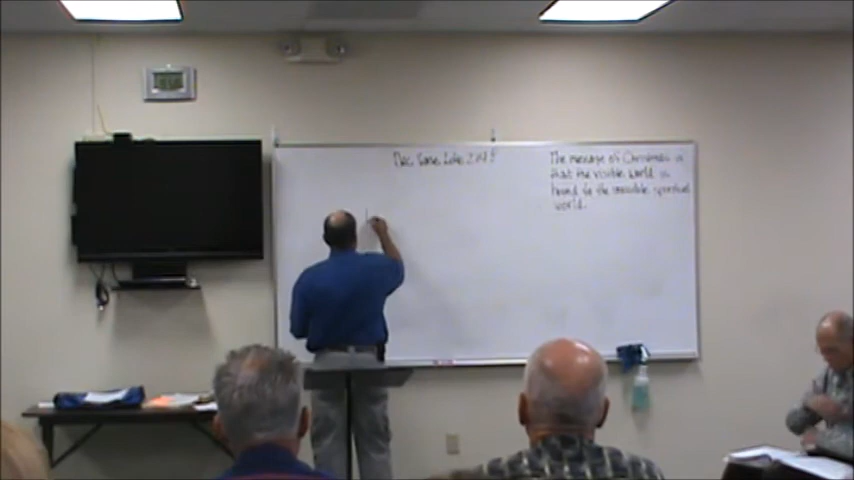 The message of Christmas is
that the visible world is
bound to the invisible spiritual
world.